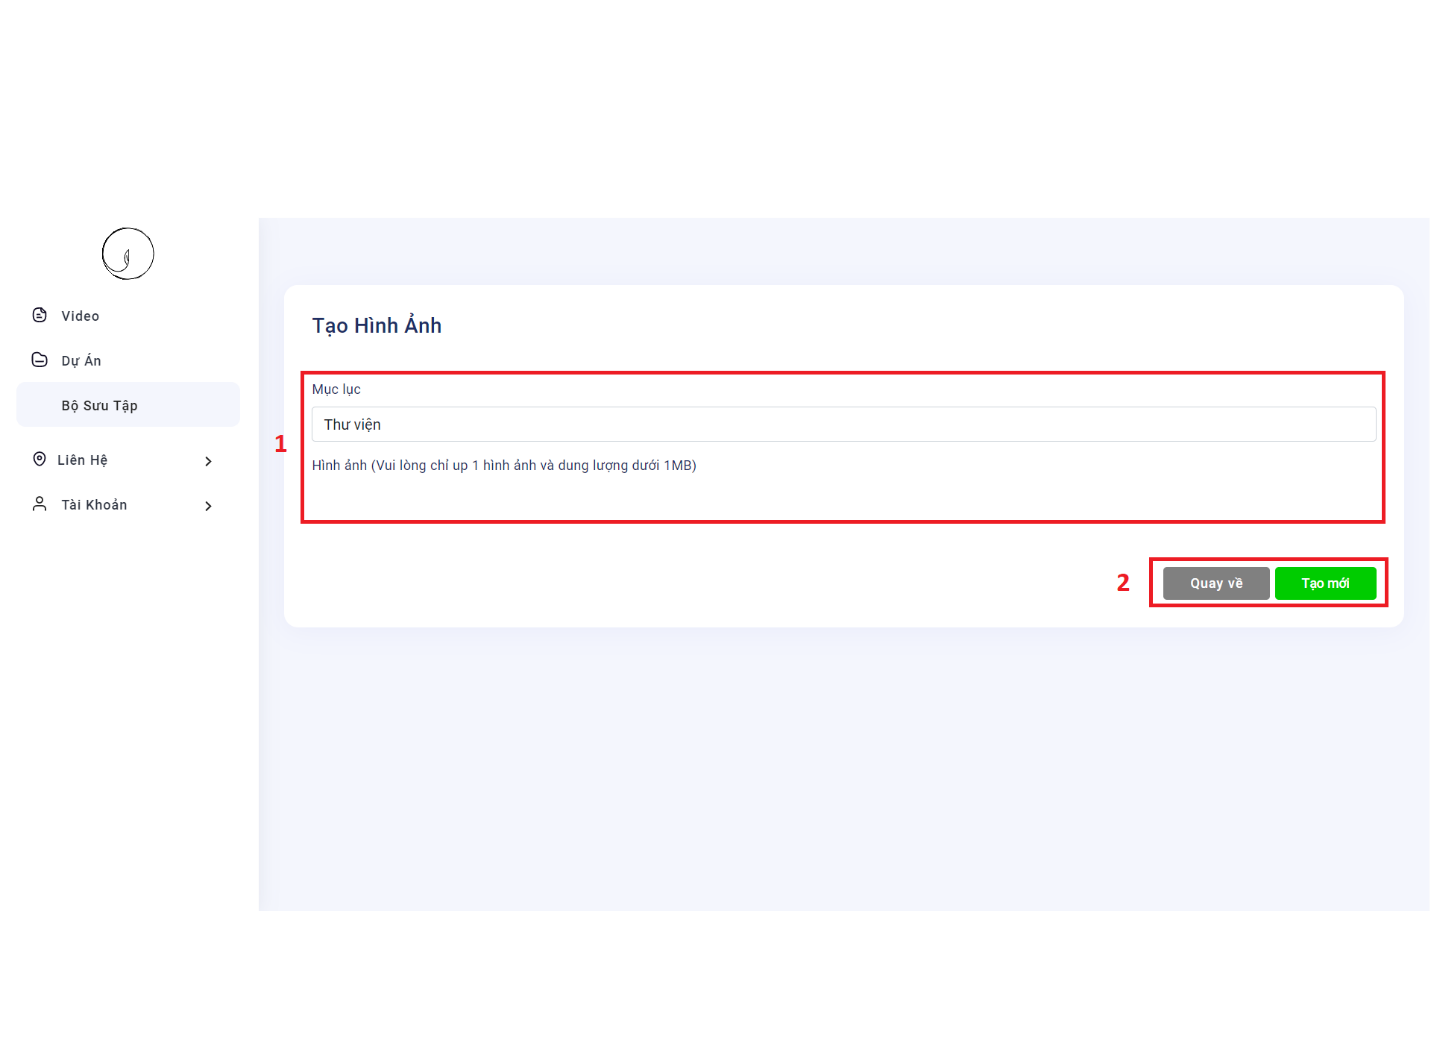 Video
Dự Án
Bộ Sưu Tập
Liên Hệ
Tài Khoản
Tạo Hình Ảnh
1
Mục lục
Thư viện
Hình ảnh (Vui lòng chỉ up 1 hình ảnh và dung lượng dưới 1MB)
2
Quay về
Tạo mới